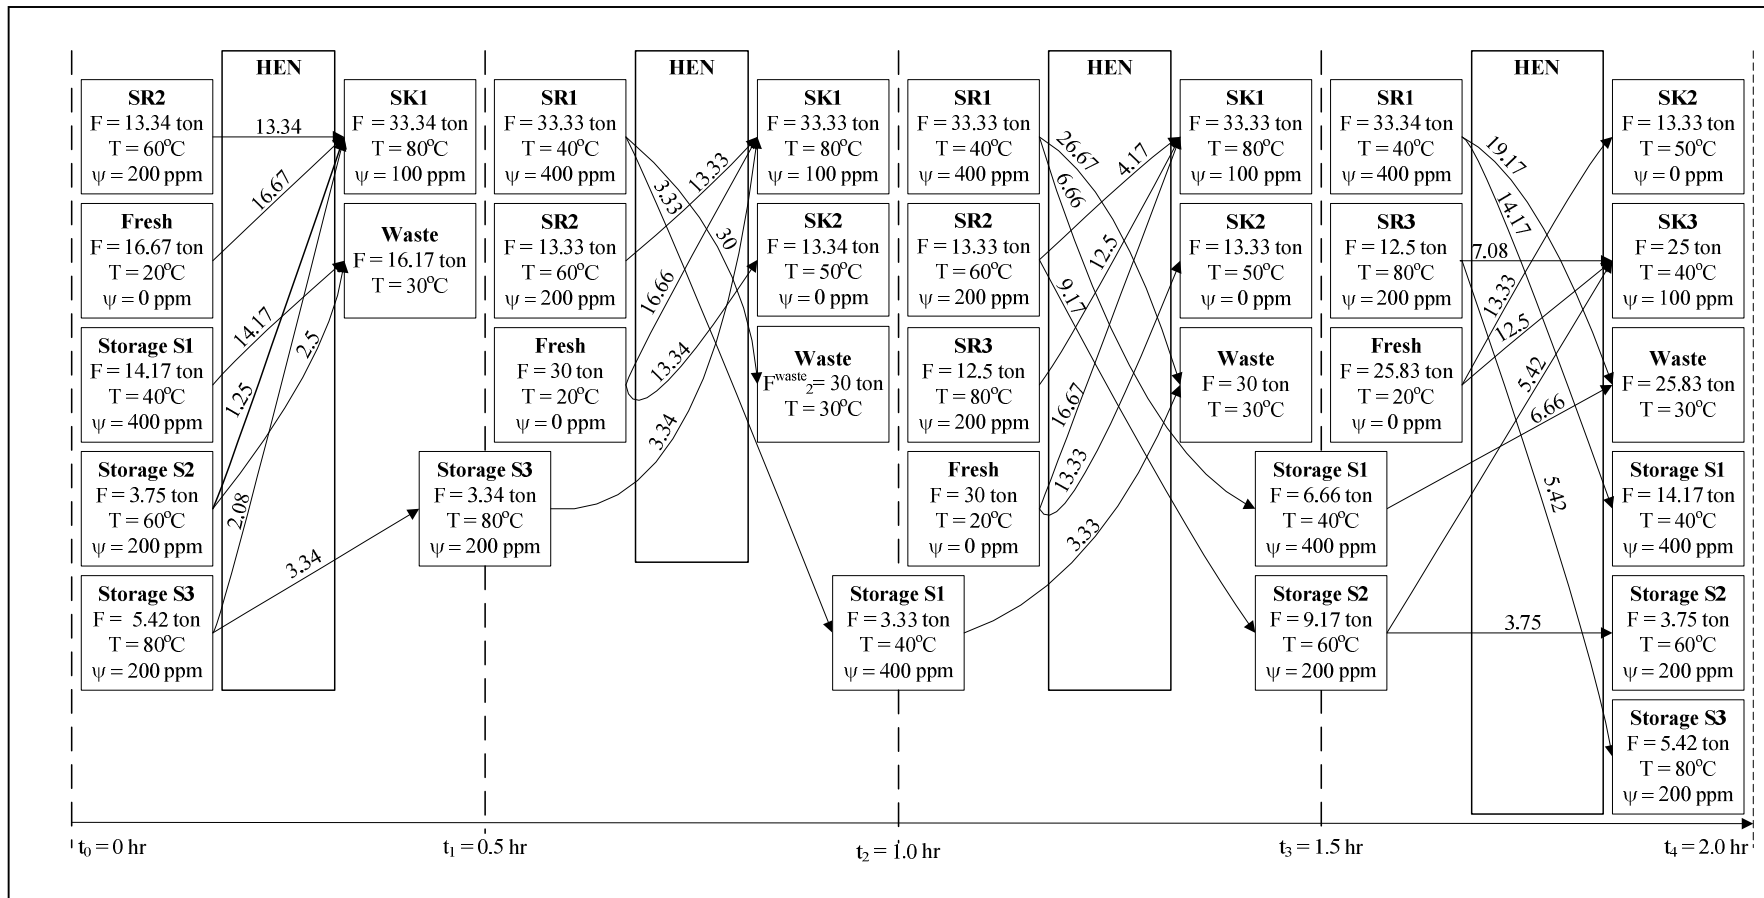 HEN
SR2
F = 13.34 ton
T = 60°C
ψ = 200 ppm
Fresh
F = 16.67 ton
T = 20°C
ψ = 0 ppm
Storage S1
F = 14.17 ton
T = 40°C
ψ = 400 ppm
Storage S2
F = 3.75 ton
T = 60°C
ψ = 200 ppm
Storage S3
F = 5.42 ton
T = 80°C
ψ = 200 ppm
13.34
16.67
14.17
2.5
1.25
2.08
3.34
SK1
F = 33.34 ton
T = 80°C
ψ = 100 ppm
Waste
F = 16.17 ton
T = 30°C
HEN
SR1
F = 33.33 ton
T = 40°C
ψ = 400 ppm
SR2
F = 13.33 ton
T = 60°C
ψ = 200 ppm
Fresh
F = 30 ton
T = 20°C
ψ = 0 ppm
Storage S3
F = 3.34 ton
T = 80°C
ψ = 200 ppm
3.33
13.33
30
16.66
13.34
3.34
SK1
F = 33.33 ton
T = 80°C
ψ = 100 ppm
SK2
F = 13.34 ton
T = 50°C
ψ = 0 ppm
Waste
F^waste_2 = 30 ton
T = 30°C
Storage S1
F = 3.33 ton
T = 40°C
ψ = 400 ppm
HEN
SR1
F = 33.33 ton
T = 40°C
ψ = 400 ppm
SR2
F = 13.33 ton
T = 60°C
ψ = 200 ppm
SR3
F = 12.5 ton
T = 80°C
ψ = 200 ppm
Fresh
F = 30 ton
T = 20°C
ψ = 0 ppm
26.67
6.66
4.17
12.5
9.17
16.67
13.33
3.33
SK1
F = 33.33 ton
T = 80°C
ψ = 100 ppm
SK2
F = 13.33 ton
T = 50°C
ψ = 0 ppm
Waste
F = 30 ton
T = 30°C
Storage S1
F = 6.66 ton
T = 40°C
ψ = 400 ppm
Storage S2
F = 9.17 ton
T = 60°C
ψ = 200 ppm
HEN
SR1
F = 33.34 ton
T = 40°C
ψ = 400 ppm
SR3
F = 12.5 ton
T = 80°C
ψ = 200 ppm
Fresh
F = 25.83 ton
T = 20°C
ψ = 0 ppm
19.17
14.17
7.08
13.33
12.5
5.42
6.66
5.42
3.75
SK2
F = 13.33 ton
T = 50°C
ψ = 0 ppm
SK3
F = 25 ton
T = 40°C
ψ = 100 ppm
Waste
F = 25.83 ton
T = 30°C
Storage S1
F = 14.17 ton
T = 40°C
ψ = 400 ppm
Storage S2
F = 3.75 ton
T = 60°C
ψ = 200 ppm
Storage S3
F = 5.42 ton
T = 80°C
ψ = 200 ppm
t0 = 0 hr
t1 = 0.5 hr
t2 = 1.0 hr
t3 = 1.5 hr
t4 = 2.0 hr